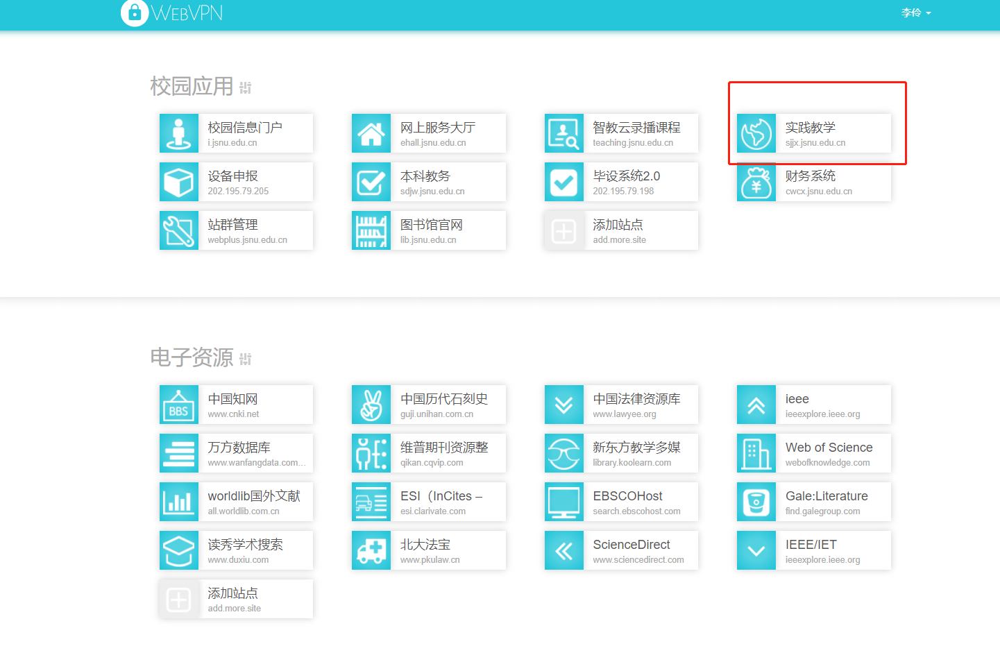 WEBVPN
李伶
校园应用
校园信息门户
i.jsnu.edu.cn
网上服务大厅
ehall.jsnu.edu.cn
智教云录播课程
teaching.jsnu.edu.cn
实践教学
sjjx.jsnu.edu.cn
设备申报
202.195.79.205
本科教务
sdjw.jsnu.edu.cn
毕设系统2.0
202.195.79.198
财务系统
cwcx.jsnu.edu.cn
站群管理
webplus.jsnu.edu.cn
图书馆官网
lib.jsnu.edu.cn
添加站点
add.more.site
电子资源
BBS
中国知网
www.cnki.net
中国历代石刻史
guji.unihan.com.cn
中国法律资源库
www.lawyee.org
ieee
ieeexplore.ieee.org
万方数据库
www.wanfangdata.com...
维普期刊资源整
qikan.cqvip.com
新东方教学多媒
library.koolearn.com
Web of Science
webofknowledge.com
worldlib国外文献
all.worldlib.com.cn
ESI（InCites –
esi.clarivate.com
EBSCOHost
search.ebscohost.com
Gale:Literature
find.galegroup.com
读秀学术搜索
www.duxiu.com
北大法宝
www.pkulaw.cn
ScienceDirect
www.sciencedirect.com
IEEE/IET
ieeexplore.ieee.org
添加站点
add.more.site